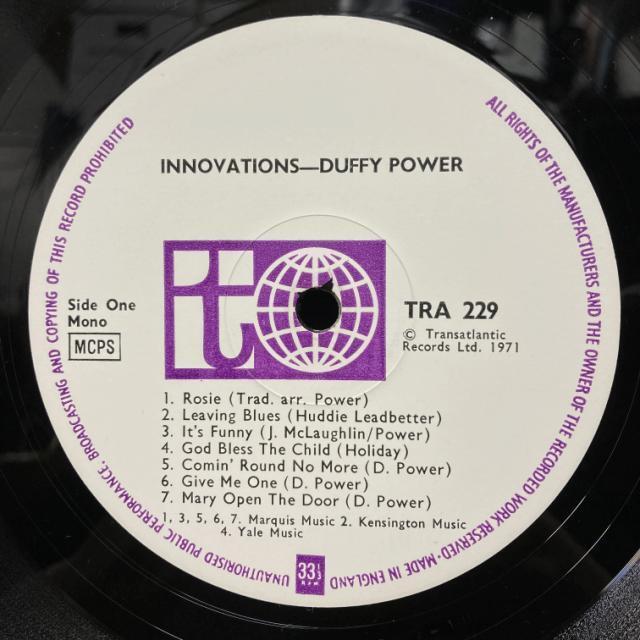 INNOVATIONS—DUFFY POWER
it
Side One
Mono
MCPS
TRA 229
© Transatlantic
Records Ltd. 1971
1. Rosie (Trad. arr. Power)
2. Leaving Blues (Huddie Leadbetter)
3. It's Funny (J. McLaughlin/Power)
4. God Bless The Child (Holiday)
5. Comin' Round No More (D. Power)
6. Give Me One (D. Power)
7. Mary Open The Door (D. Power)
1, 3, 5, 6, 7. Marquis Music 2. Kensington Music
4. Yale Music
33⅓
RPM
ALL RIGHTS OF THE MANUFACTURERS AND THE OWNER OF THE RECORDED WORK RESERVED-MADE IN ENGLAND
UNAUTHORISED PUBLIC PERFORMANCE. BROADCASTING AND COPYING OF THIS RECORD PROHIBITED